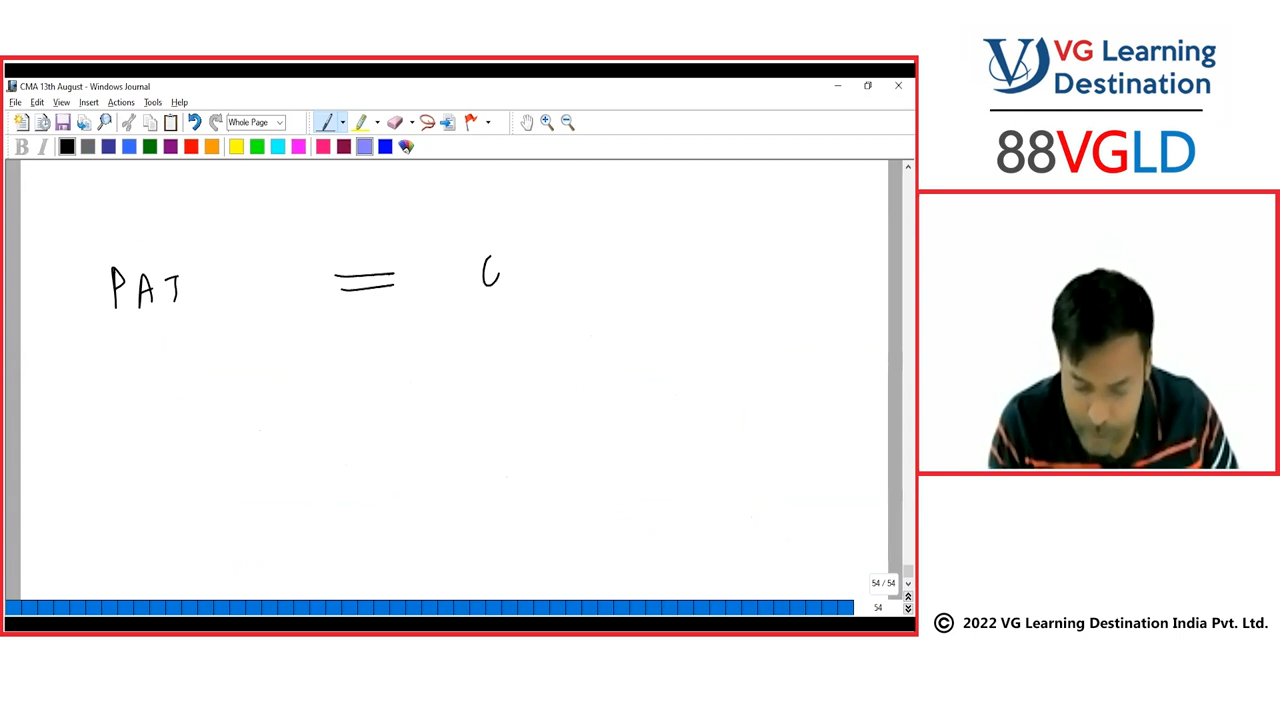 VG Learning
Destination
88VGLD
CMA 13th August - Windows Journal
File Edit View Insert Actions Tools Help
Whole Page
B I
PAT = C
54 / 54
54
© 2022 VG Learning Destination India Pvt. Ltd.